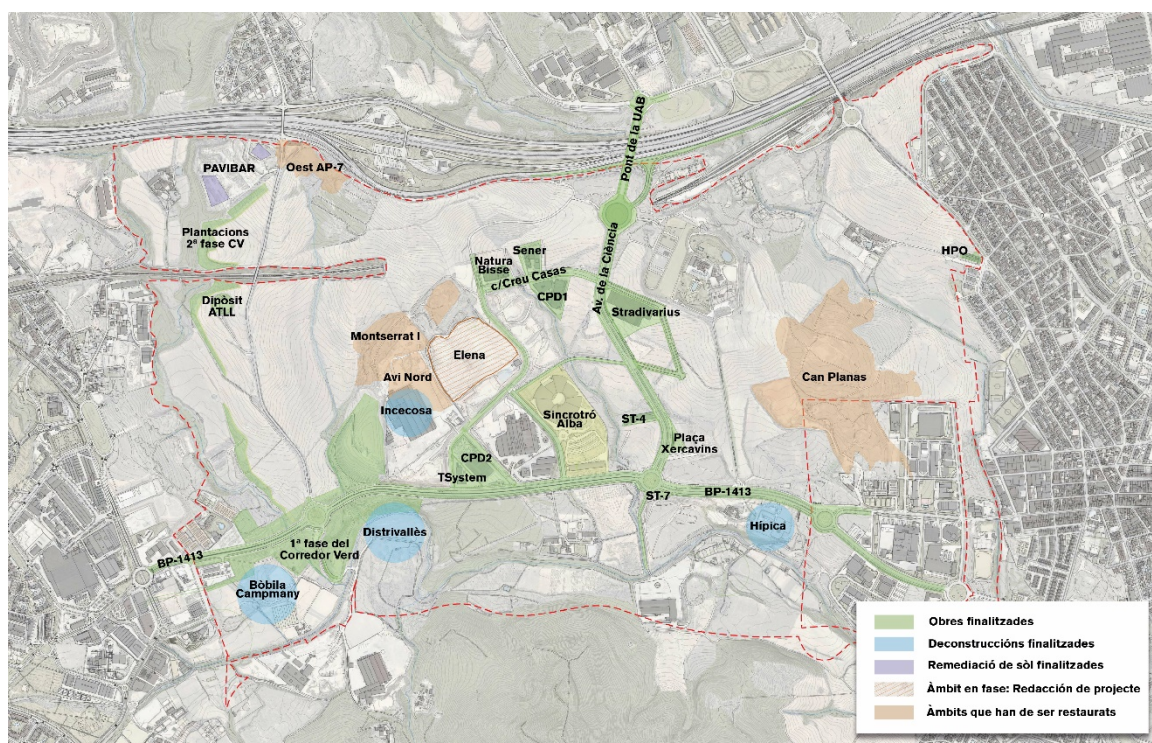 Pont de la UAB
PAVIBAR
Oest AP-7
Plantacions
2ª fase CV
Sener
Natura
Bisse
c/Creu Casas
Av. de la Ciència
HPO
CPD1
Dipòsit
ATLL
Stradivarius
Montserrat I
Elena
Can Planas
Avi Nord
Incecosa
Sincrotró
Alba
ST-4
Plaça
Xercavins
CPD2
TSystem
ST-7
BP-1413
Hípica
Distrivallès
1ª fase del
Corredor Verd
BP-1413
Bòbila
Campmany
Obres finalitzades
Deconstruccións finalitzades
Remediació de sòl finalitzades
Àmbit en fase: Redacción de projecte
Àmbits que han de ser restaurats